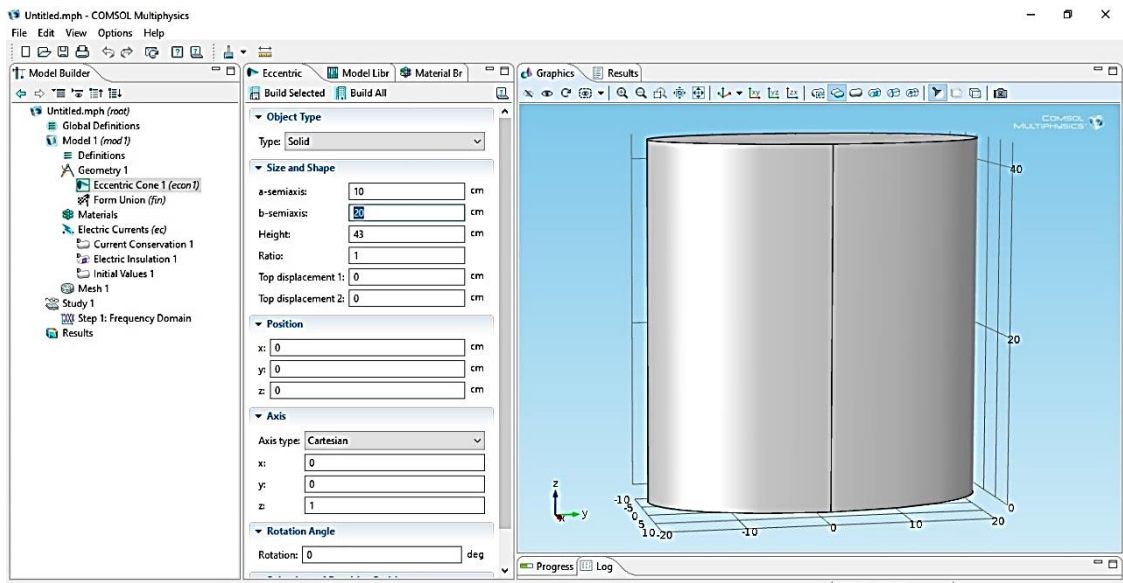 Untitled.mph - COMSOL Multiphysics
File Edit View Options Help
Model Builder
Untitled.mph (root)
Global Definitions
Model 1 (mod1)
Definitions
Geometry 1
Eccentric Cone 1 (econ1)
Form Union (fin)
Materials
Electric Currents (ec)
Current Conservation 1
Electric Insulation 1
Initial Values 1
Mesh 1
Study 1
Step 1: Frequency Domain
Results
Eccentric Model Libr Material Br
Build Selected Build All
Object Type
Type: Solid
Size and Shape
a-semiaxis: 10 cm
b-semiaxis: 20 cm
Height: 43 cm
Ratio: 1
Top displacement 1: 0 cm
Top displacement 2: 0 cm
Position
x: 0 cm
y: 0 cm
z: 0 cm
Axis
Axis type: Cartesian
x: 0
y: 0
z: 1
Rotation Angle
Rotation: 0 deg
Graphics Results
xy yz zx
COMSOL
MULTIPHYSICS
40
20
0
-10
-5
0
5
10
-20 -10 0 10 20
z
y
x
Progress Log